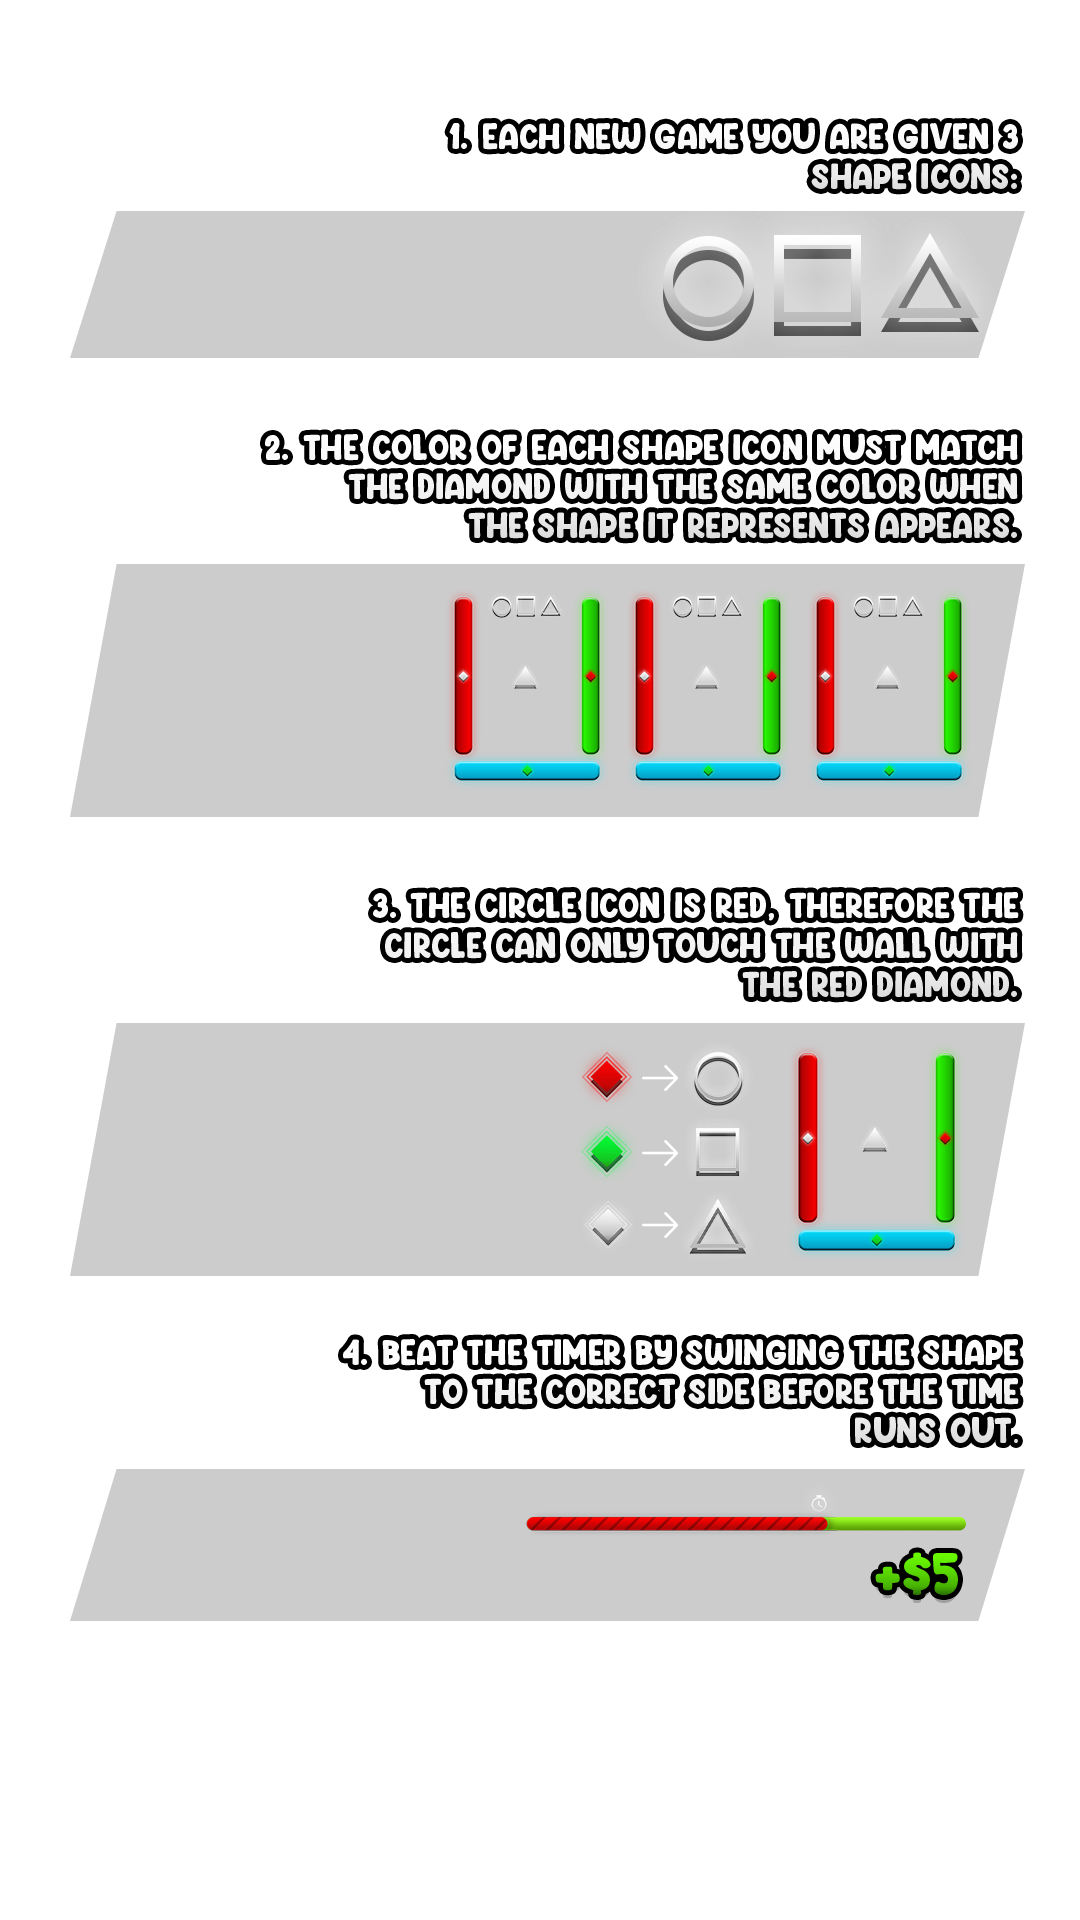 1. EACH NEW GAME YOU ARE GIVEN 3
SHAPE ICONS:
2. THE COLOR OF EACH SHAPE ICON MUST MATCH
THE DIAMOND WITH THE SAME COLOR WHEN
THE SHAPE IT REPRESENTS APPEARS.
3. THE CIRCLE ICON IS RED, THEREFORE THE
CIRCLE CAN ONLY TOUCH THE WALL WITH
THE RED DIAMOND.
4. BEAT THE TIMER BY SWINGING THE SHAPE
TO THE CORRECT SIDE BEFORE THE TIME
RUNS OUT.
+$5